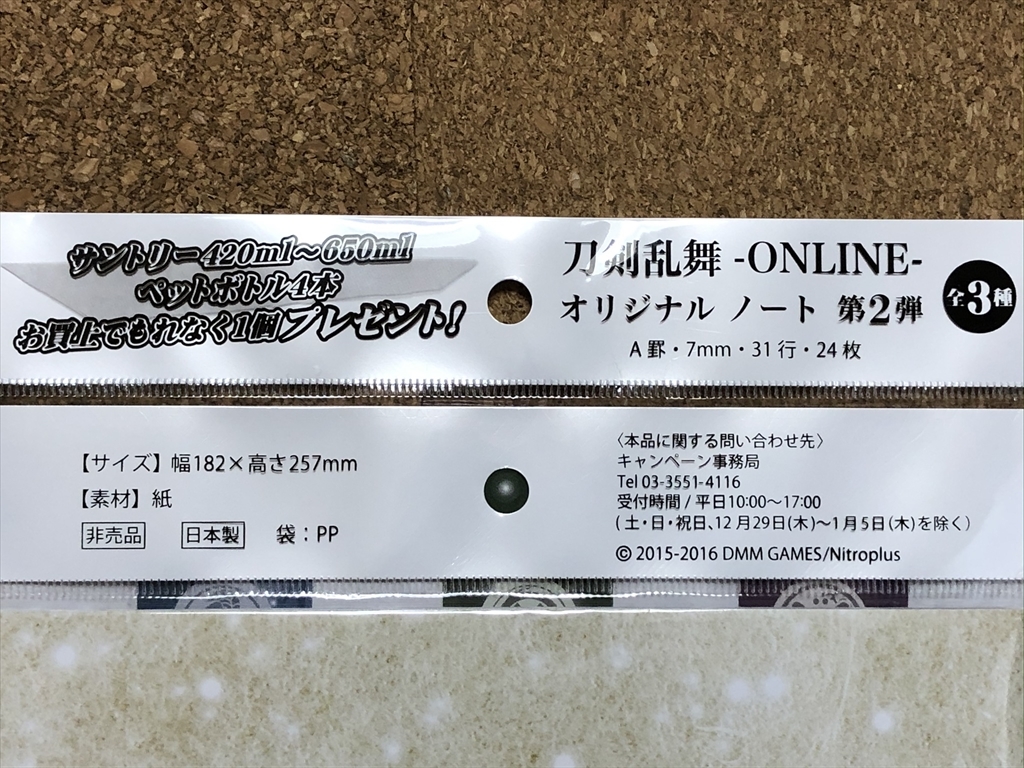 サントリー420ml～650ml
ペットボトル4本
お買上でもれなく1個プレゼント!
刀剣乱舞 -ONLINE-
オリジナル ノート 第2弾
全3種
A罫・7mm・31行・24枚
【サイズ】幅182×高さ257mm
【素材】紙
非売品 日本製 袋：PP
〈本品に関する問い合わせ先〉
キャンペーン事務局
Tel 03-3551-4116
受付時間 / 平日10:00～17:00
(土・日・祝日、12月29日(木)～1月5日(木)を除く)
© 2015-2016 DMM GAMES/Nitroplus